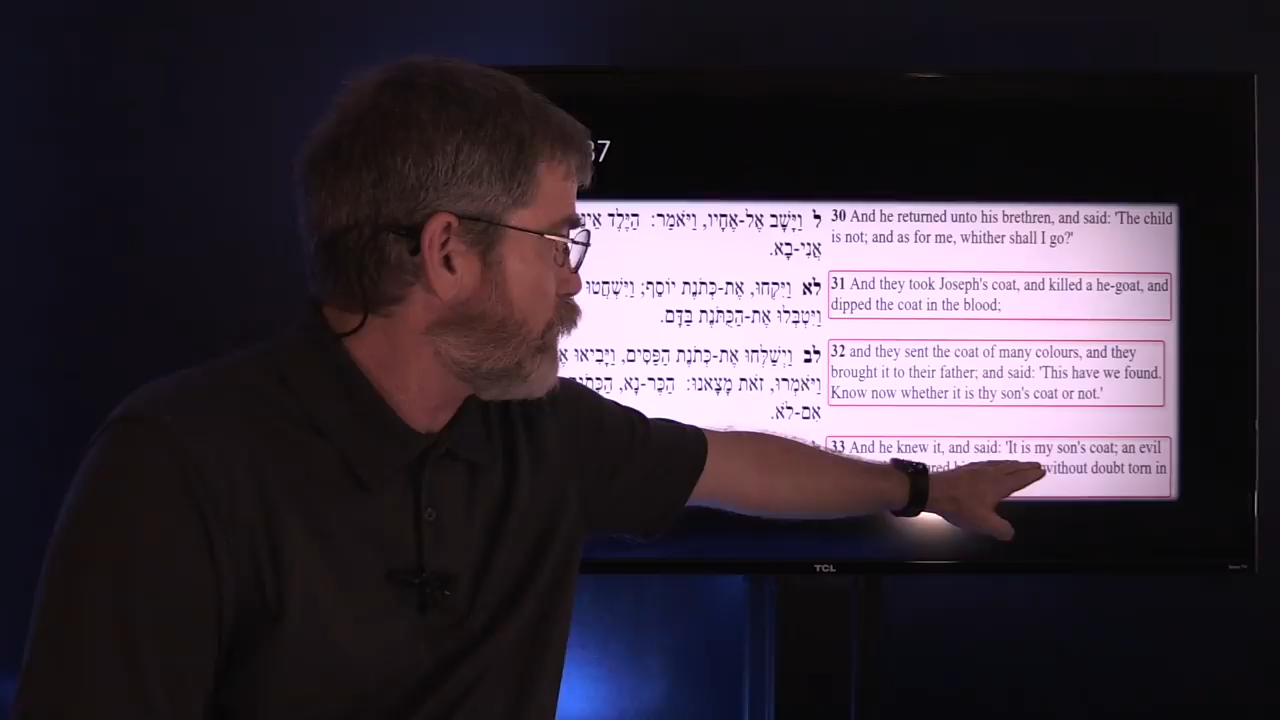 37
ל וַיָּשָׁב אֶל-אֶחָיו, וַיֹּאמַר: הַיֶּלֶד
אֲנִי-בָא.
לא וַיִּקְחוּ, אֶת-כְּתֹנֶת יוֹסֵף; וַיִּשְׁחֲטוּ
וַיִּטְבְּלוּ אֶת-הַכֻּתֹּנֶת בַּדָּם.
לב וַיְשַׁלְּחוּ אֶת-כְּתֹנֶת הַפַּסִּים, וַיָּבִיאוּ
וַיֹּאמְרוּ, זֹאת מָצָאנוּ: הַכֶּר-נָא,
אִם-לֹא.
30 And he returned unto his brethren, and said: 'The child
is not; and as for me, whither shall I go?'
31 And they took Joseph's coat, and killed a he-goat, and
dipped the coat in the blood;
32 and they sent the coat of many colours, and they
brought it to their father; and said: 'This have we found.
Know now whether it is thy son's coat or not.'
33 And he knew it, and said: 'It is my son's coat; an evil
without doubt torn in
TCL